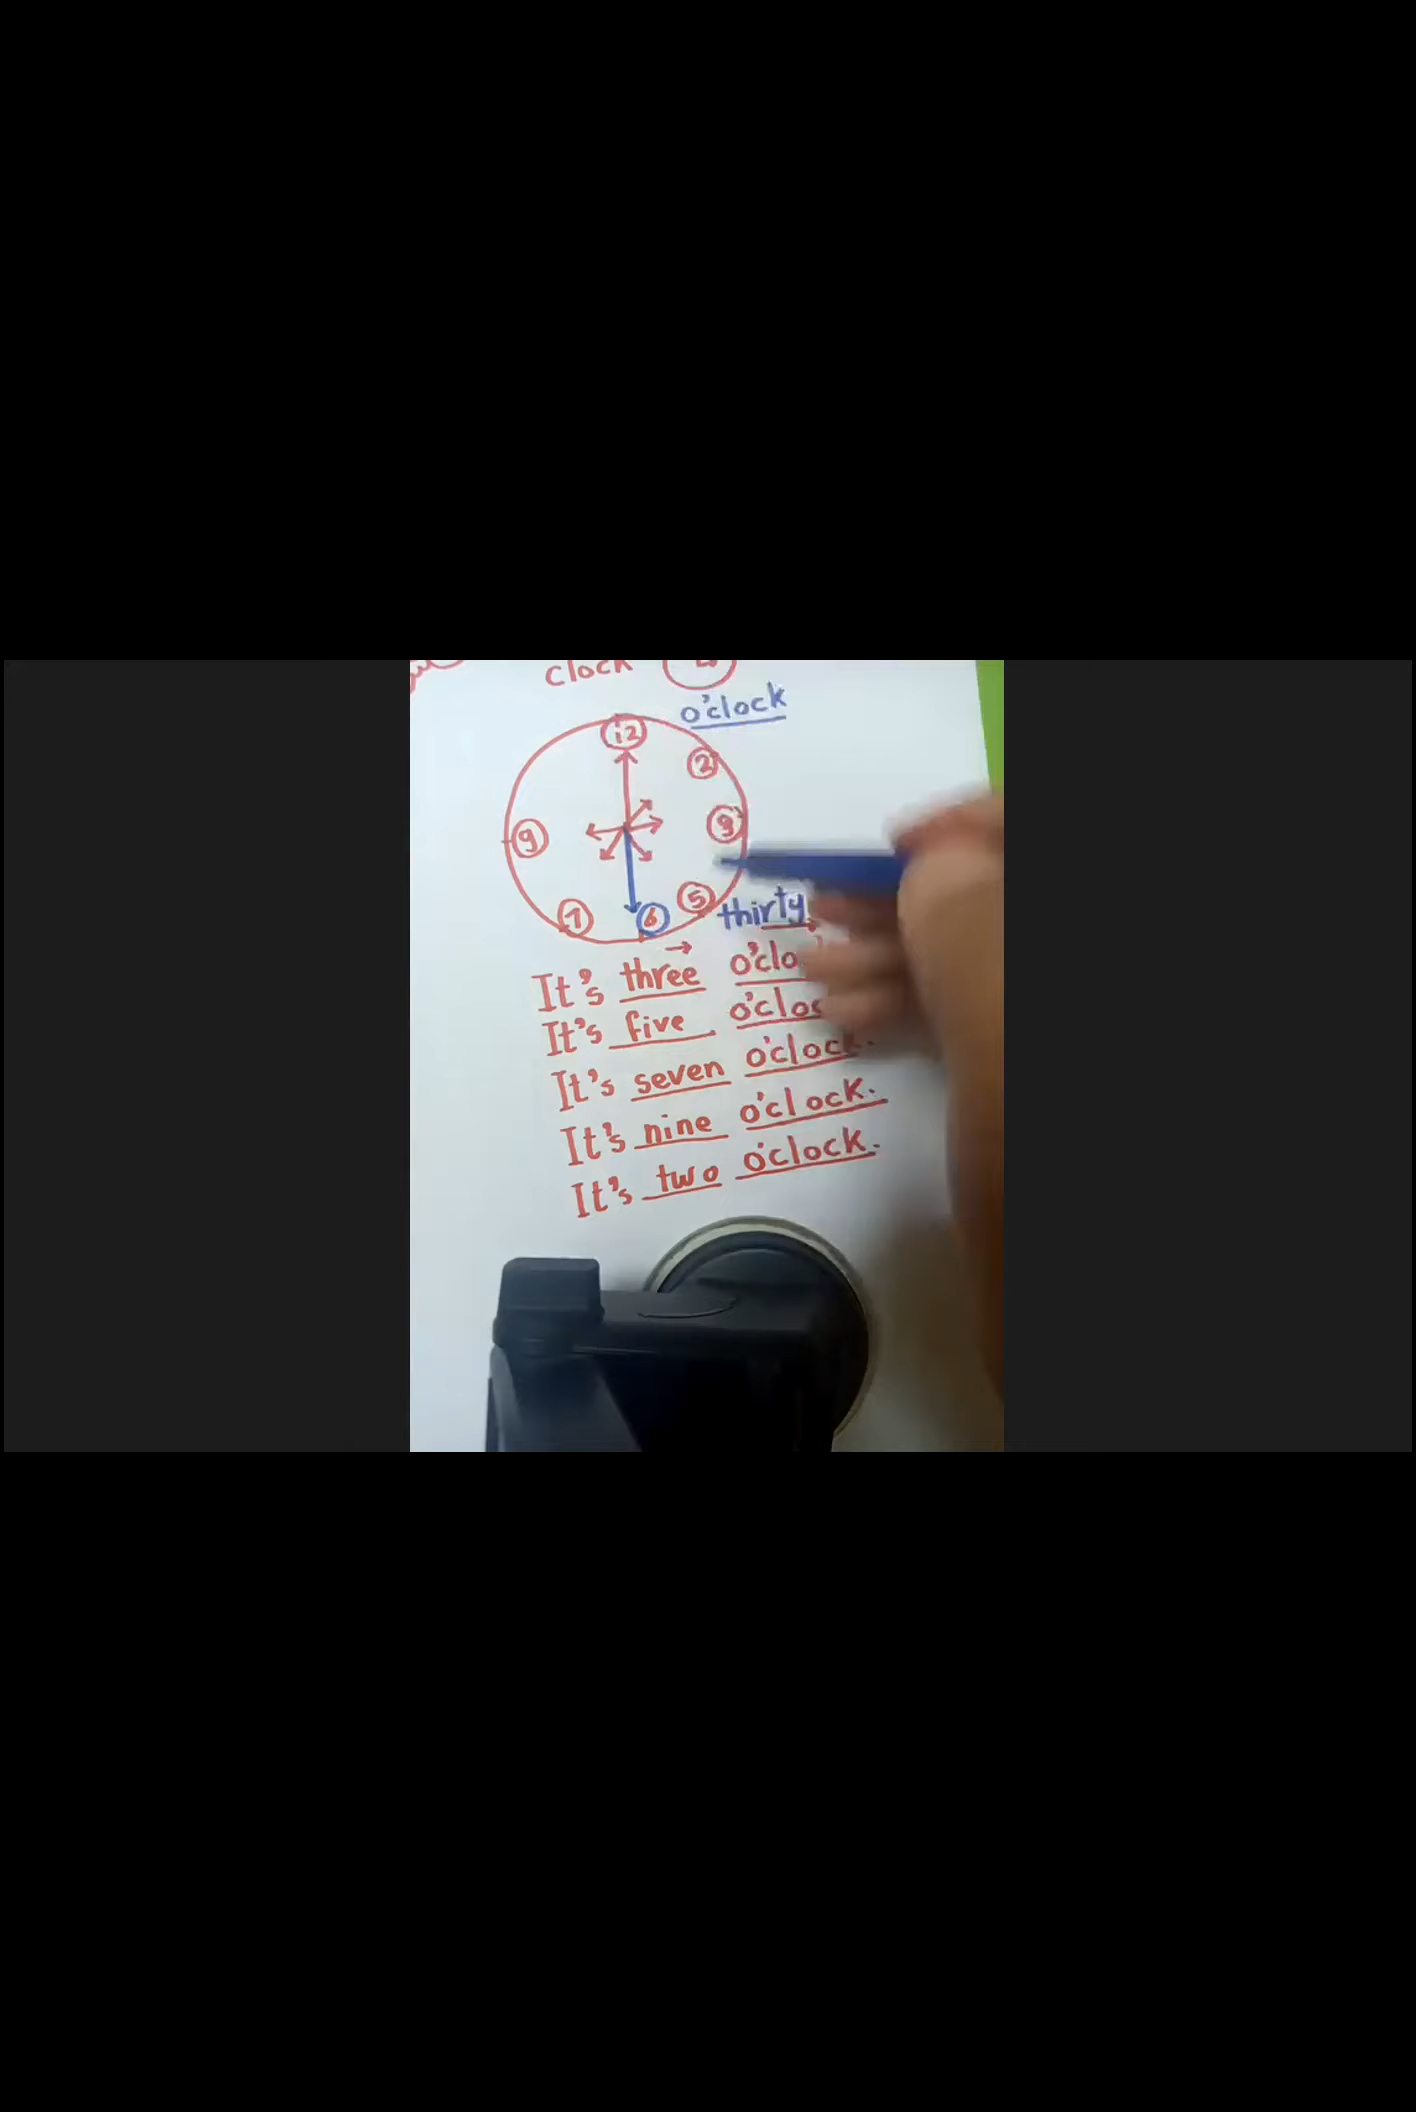 clock
o'clock
12
2
9
3
7
6
5
thirty
It's three
It's five
It's seven o'clock.
It's nine o'clock.
It's two o'clock.